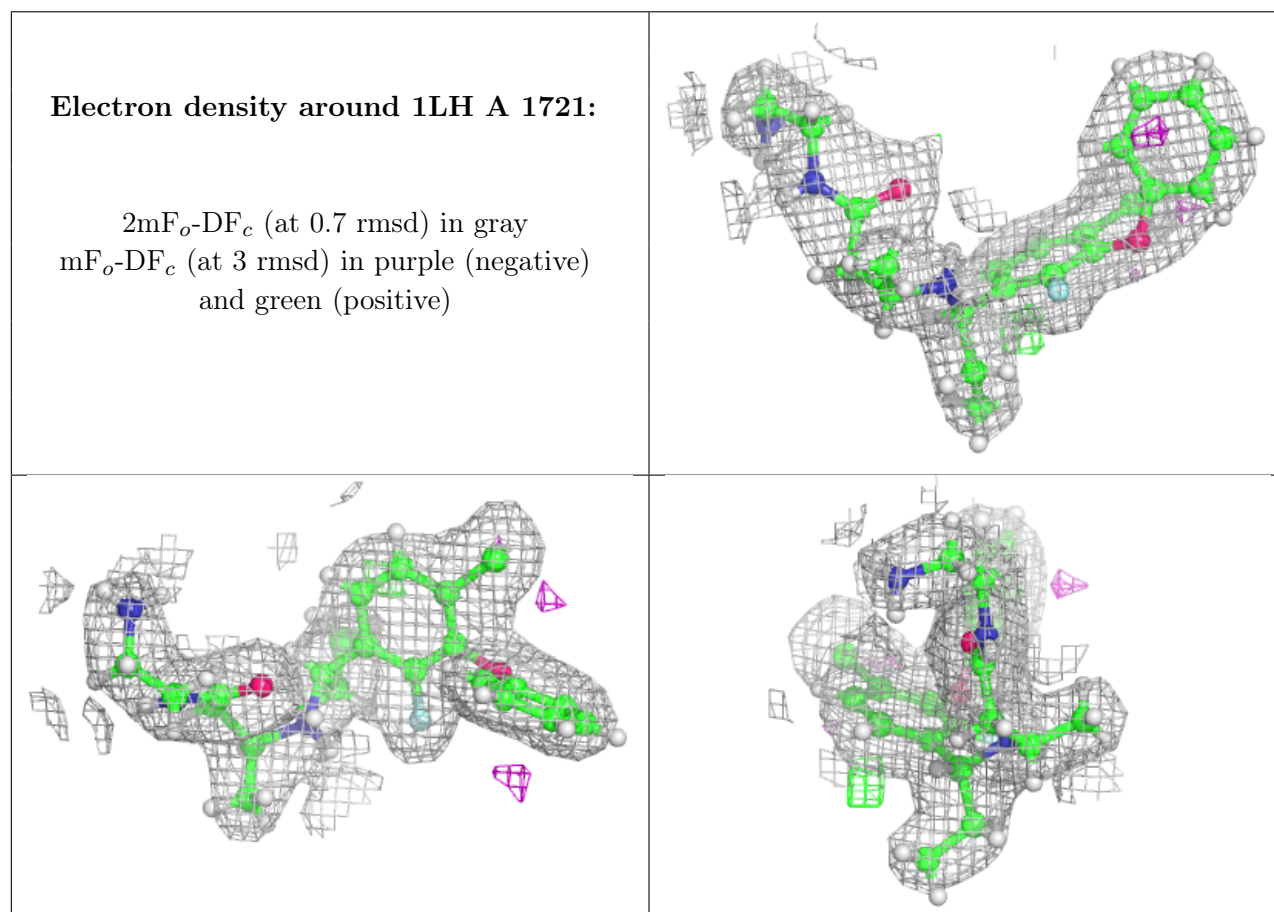 Electron density around 1LH A 1721:
2mFₒ-DF𝒸 (at 0.7 rmsd) in gray
mFₒ-DF𝒸 (at 3 rmsd) in purple (negative)
and green (positive)